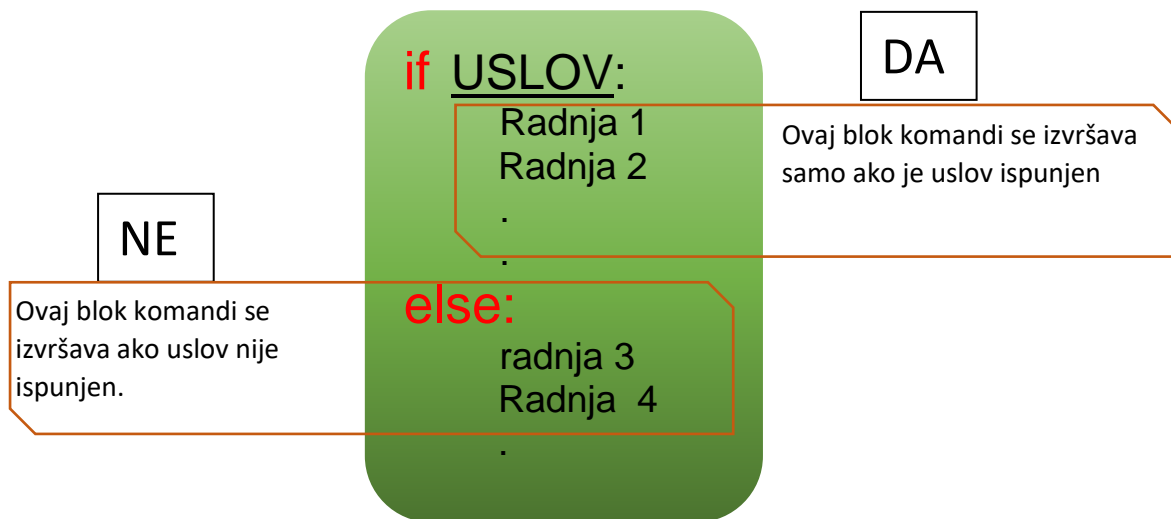 if USLOV:
Radnja 1
Radnja 2
.
.
else:
radnja 3
Radnja 4
.
DA
Ovaj blok komandi se izvršava
samo ako je uslov ispunjen
NE
Ovaj blok komandi se
izvršava ako uslov nije
ispunjen.